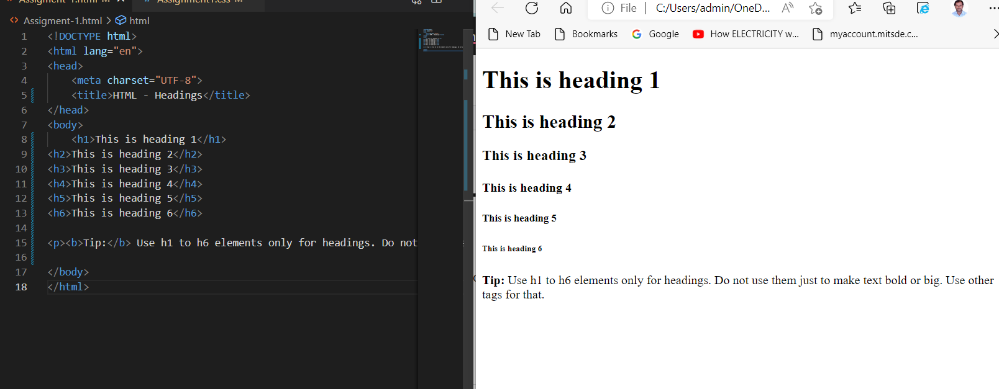 Assigment-1.html M
Assignment1.css M
Assigment-1.html > html
1 <!DOCTYPE html>
2 <html lang="en">
3 <head>
4 <meta charset="UTF-8">
5 <title>HTML - Headings</title>
6 </head>
7 <body>
8 <h1>This is heading 1</h1>
9 <h2>This is heading 2</h2>
10 <h3>This is heading 3</h3>
11 <h4>This is heading 4</h4>
12 <h5>This is heading 5</h5>
13 <h6>This is heading 6</h6>
14
15 <p><b>Tip:</b> Use h1 to h6 elements only for headings. Do not
16
17 </body>
18 </html>
File | C:/Users/admin/OneD...
New Tab Bookmarks Google How ELECTRICITY w... myaccount.mitsde.c...
This is heading 1
This is heading 2
This is heading 3
This is heading 4
This is heading 5
This is heading 6
Tip: Use h1 to h6 elements only for headings. Do not use them just to make text bold or big. Use other
tags for that.